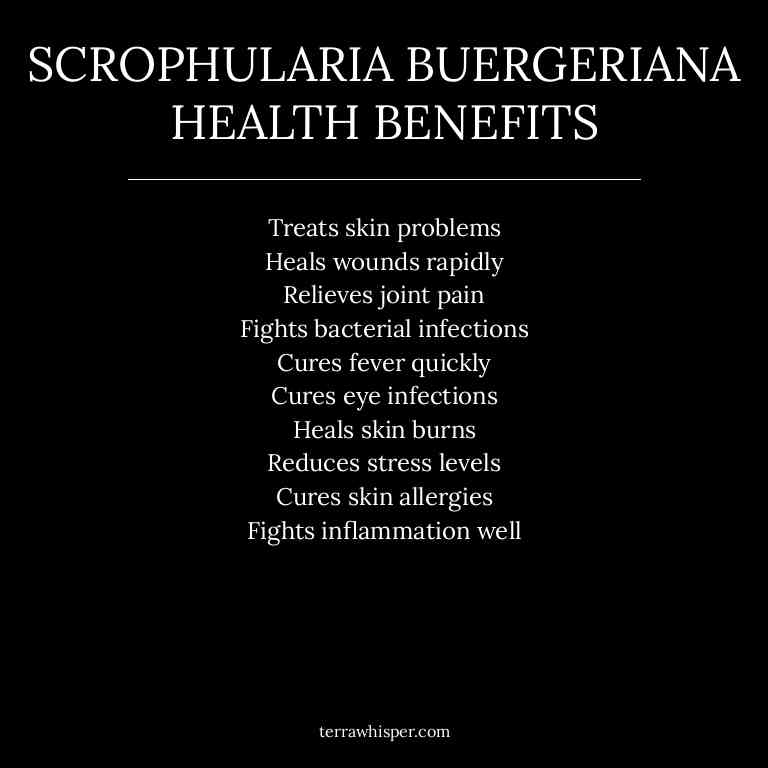 SCROPHULARIA BUERGERIANA
HEALTH BENEFITS
Treats skin problems
Heals wounds rapidly
Relieves joint pain
Fights bacterial infections
Cures fever quickly
Cures eye infections
Heals skin burns
Reduces stress levels
Cures skin allergies
Fights inflammation well
terrawhisper.com